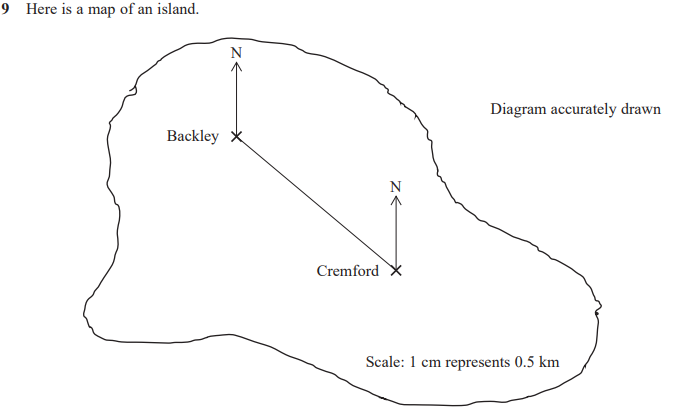 9 Here is a map of an island.
N
Diagram accurately drawn
Backley
N
Cremford
Scale: 1 cm represents 0.5 km